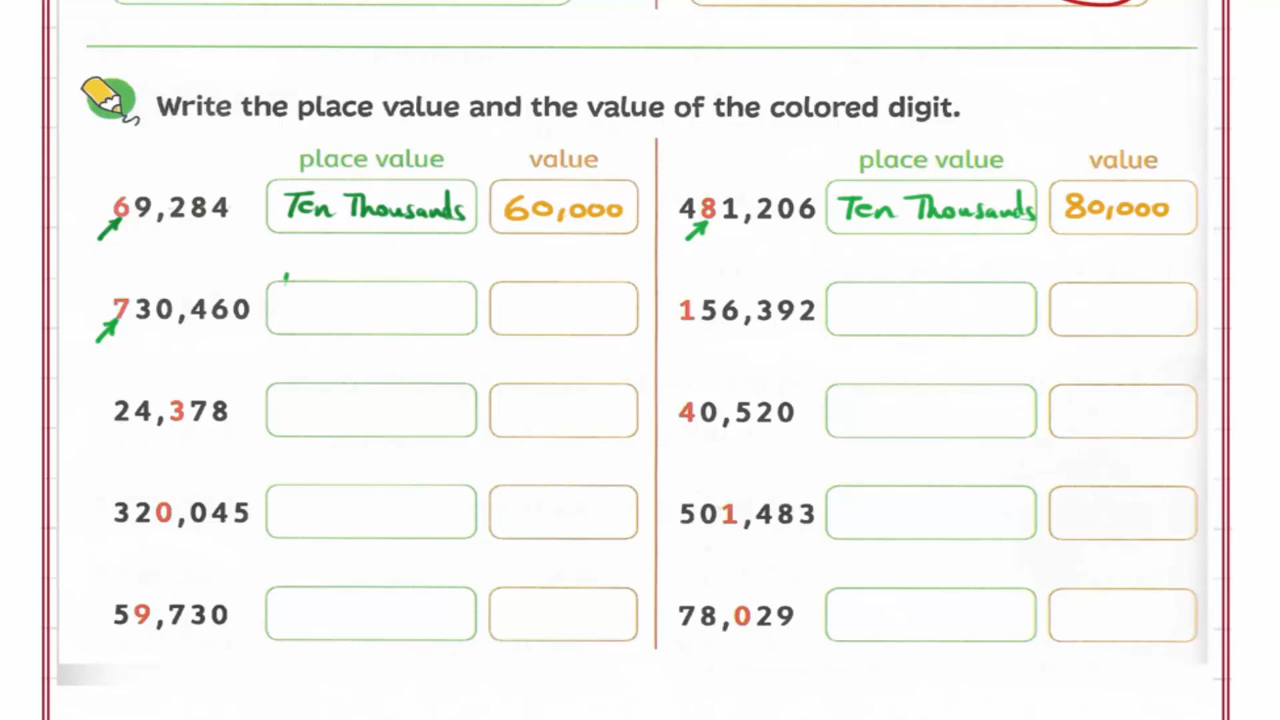 Write the place value and the value of the colored digit.
place value value place value value
69,284 Ten Thousands 60,000 481,206 Ten Thousands 80,000
730,460 156,392
24,378 40,520
320,045 501,483
59,730 78,029